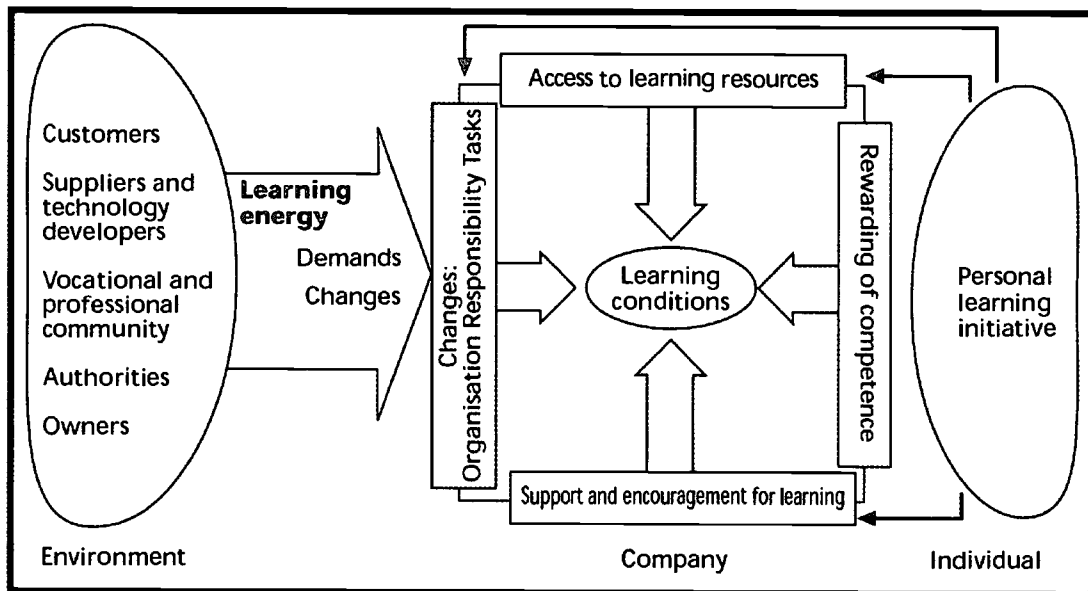 Customers
Suppliers and
technology
developers
Vocational and
professional
community
Authorities
Owners
Environment
Learning
energy
Demands
Changes
Changes:
Organisation Responsibility Tasks
Access to learning resources
Learning
conditions
Support and encouragement for learning
Rewarding of competence
Company
Personal
learning
initiative
Individual